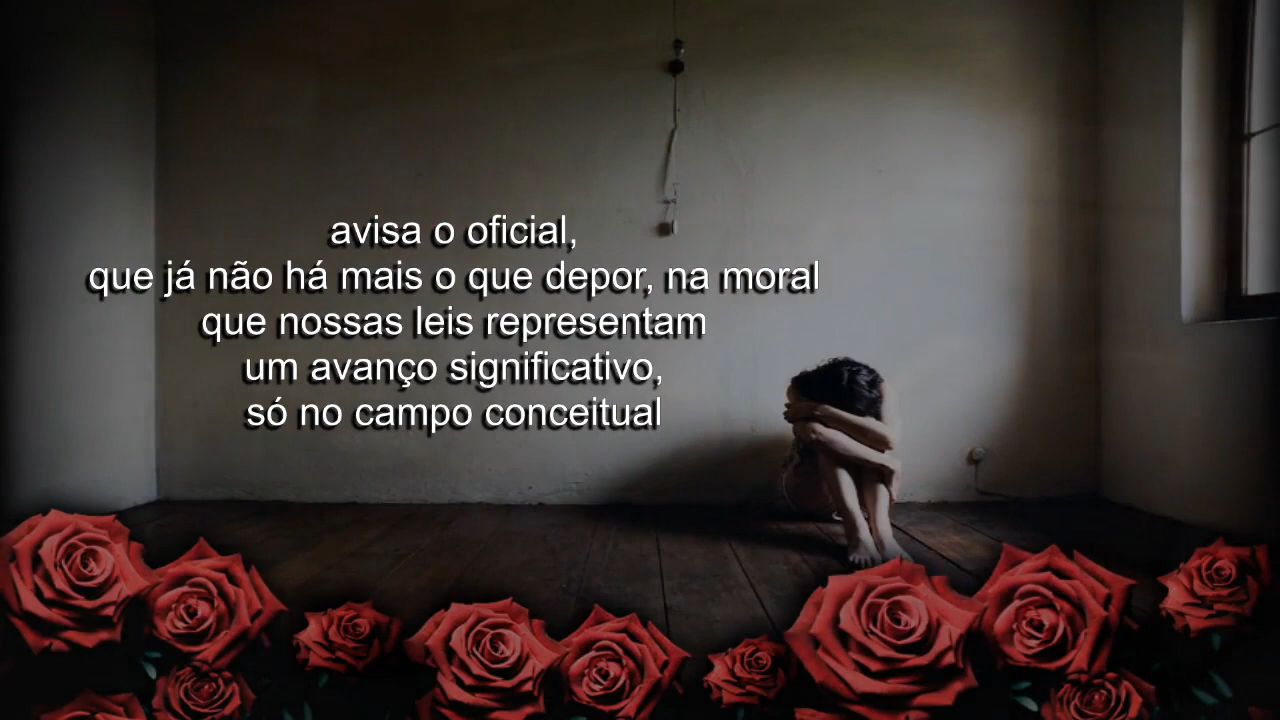 avisa o oficial,
que já não há mais o que depor, na moral
que nossas leis representam
um avanço significativo,
só no campo conceitual